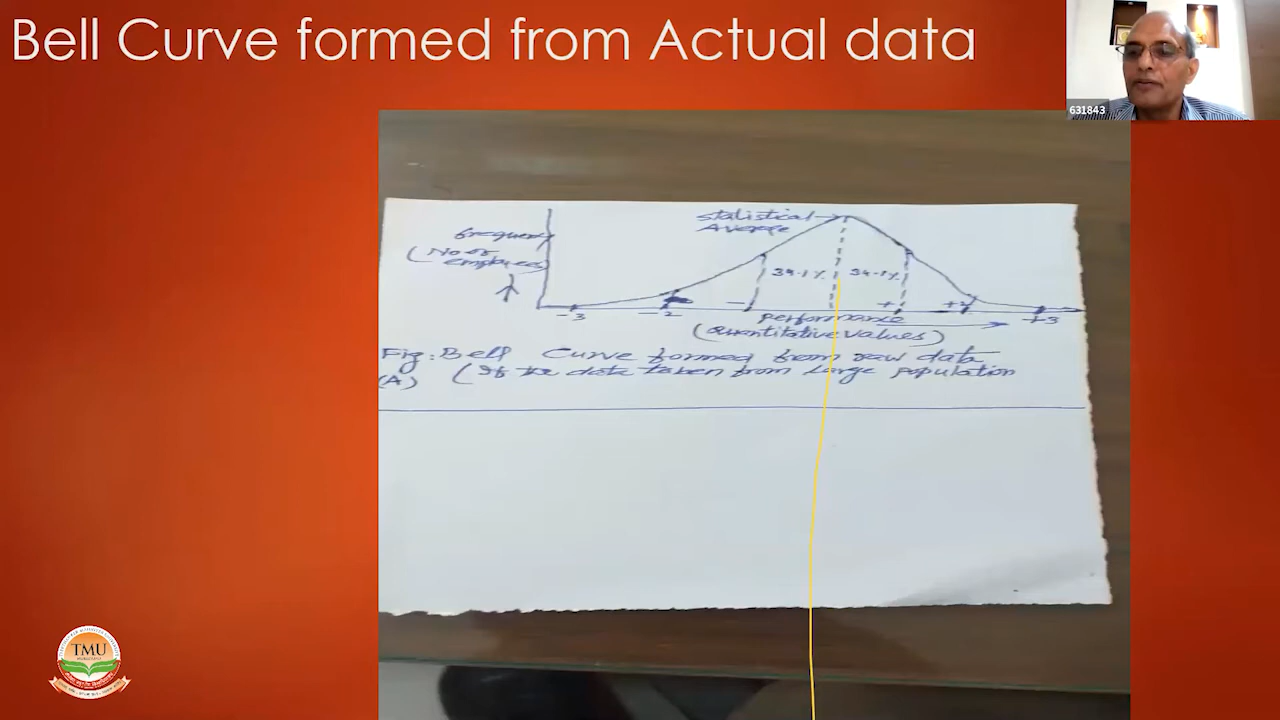 Bell Curve formed from Actual data
631843
statistical
Average
frequency
(No of
employees)
34.1%
34.1%
-3
-2
-
+
+2
+3
performance
(Quantitative values)
Fig: Bell Curve formed from raw data
(A) (If the data taken from Large population
TMU